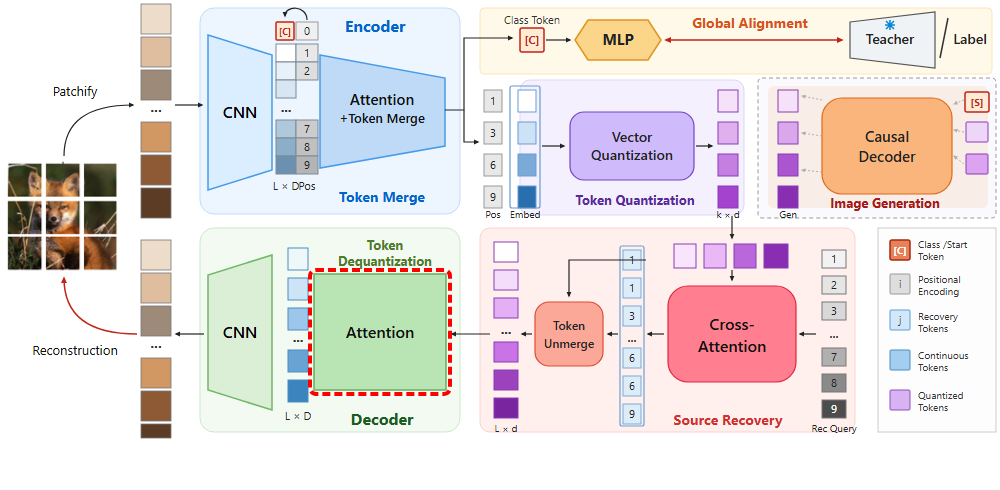 Patchify
...
Reconstruction
...
Encoder
[C]
0
1
2
...
7
8
9
CNN
Attention
+Token Merge
L × DPos
Token Merge
Class Token
[C]
MLP
Global Alignment
Teacher
Label
1
3
6
9
Pos
Embed
Vector
Quantization
Token Quantization
k × d
Gen
Causal
Decoder
[S]
Image Generation
Token
Dequantization
CNN
Attention
L × D
Decoder
...
L × d
Token
Unmerge
1
1
3
...
6
6
9
Cross-
Attention
Source Recovery
1
2
3
...
7
8
9
Rec Query
[C]
Class /Start
Token
i
Positional
Encoding
j
Recovery
Tokens
Continuous
Tokens
Quantized
Tokens